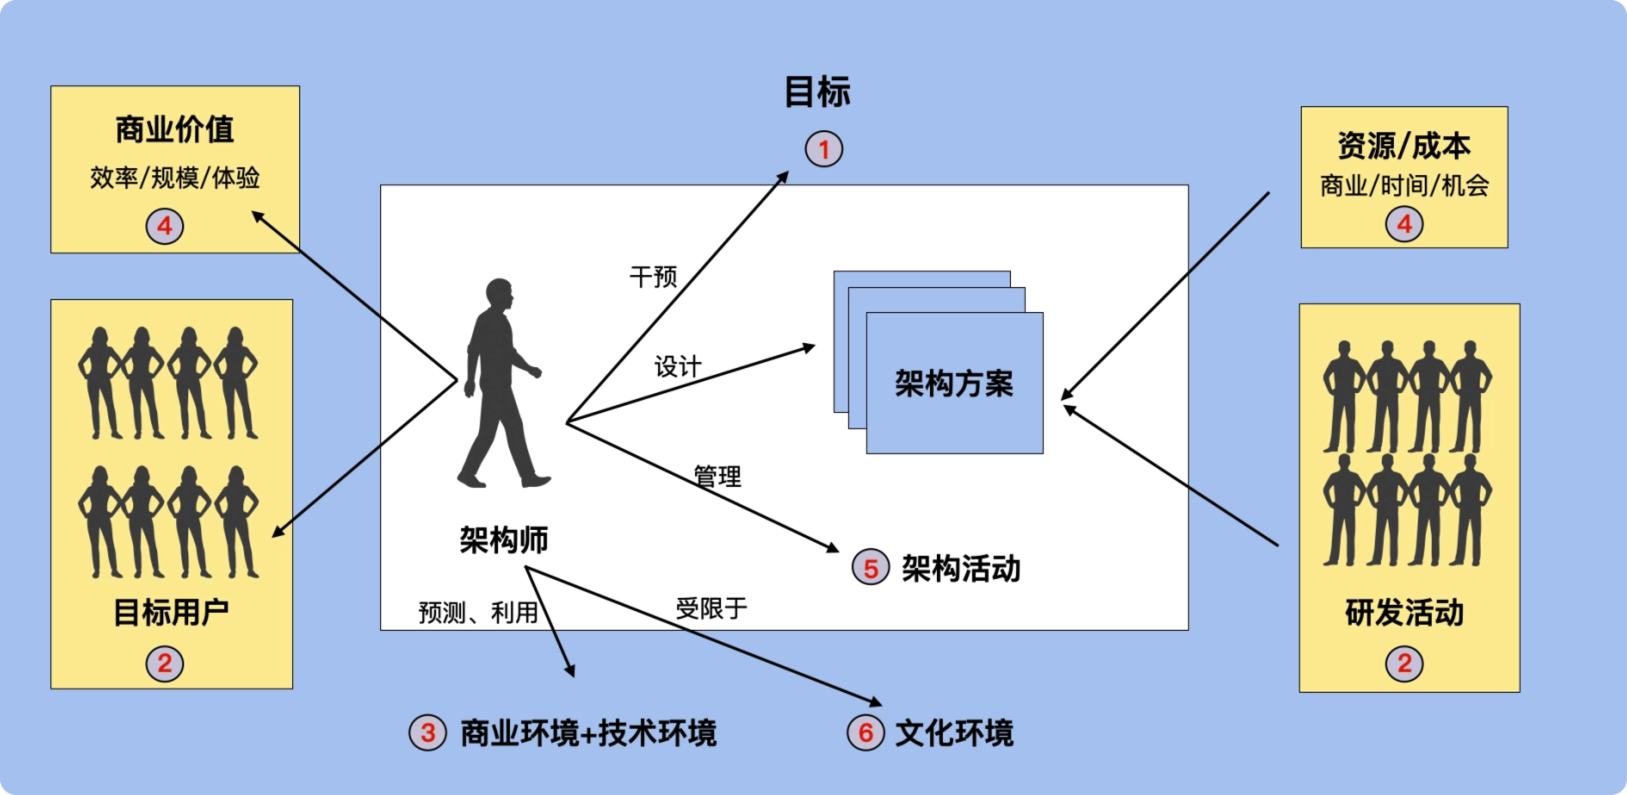 目标
1
商业价值
效率/规模/体验
4
资源/成本
商业/时间/机会
4
干预
设计
架构方案
管理
架构师
5 架构活动
预测、利用
受限于
目标用户
2
研发活动
2
3 商业环境+技术环境
6 文化环境